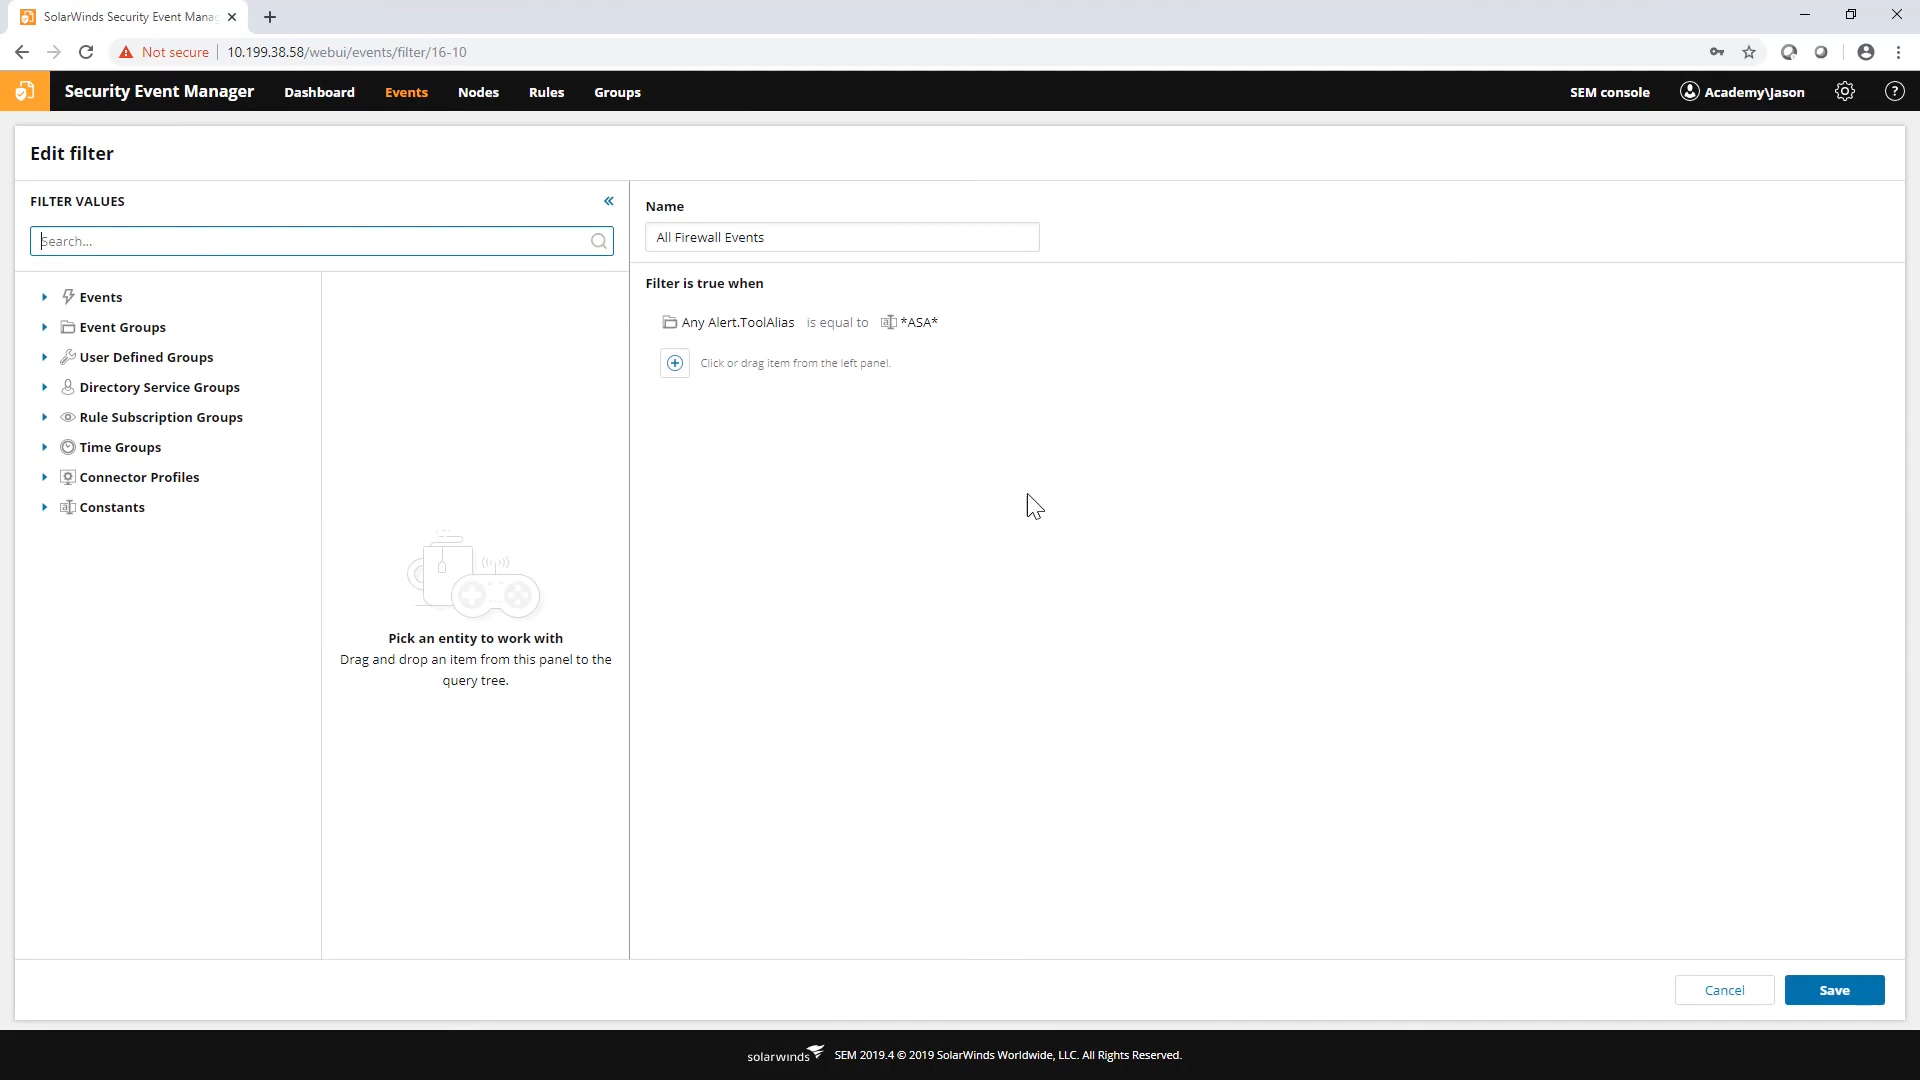 SolarWinds Security Event Mana
Not secure
10.199.38.58/webui/events/filter/16-10
Security Event Manager
Dashboard
Events
Nodes
Rules
Groups
SEM console
Academy\Jason
Edit filter
FILTER VALUES
Search...
Events
Event Groups
User Defined Groups
Directory Service Groups
Rule Subscription Groups
Time Groups
Connector Profiles
Constants
Pick an entity to work with
Drag and drop an item from this panel to the
query tree.
Name
All Firewall Events
Filter is true when
Any Alert.ToolAlias is equal to *ASA*
Click or drag item from the left panel.
Cancel
Save
solarwinds
SEM 2019.4 © 2019 SolarWinds Worldwide, LLC. All Rights Reserved.